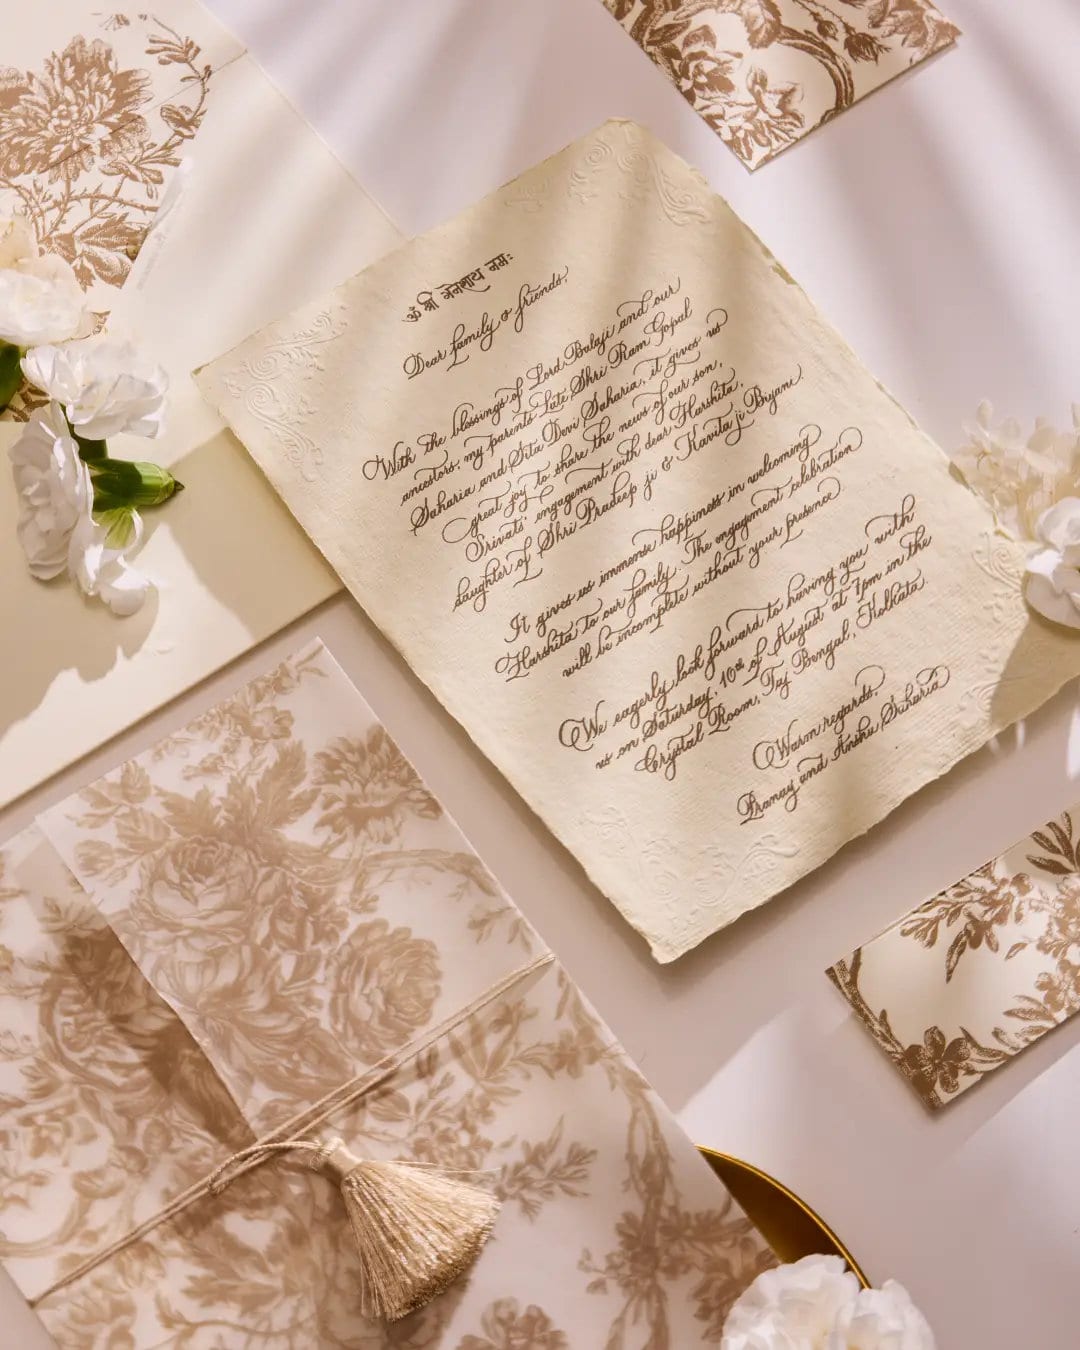 ॐ श्री गणेशाय नमः
Dear family & friends,
With the blessings of Lord Balaji and our
ancestors, my parents Late Shri Ram Gopal
Saharia and Sita Devi Saharia, it gives us
great joy to share the news of our son,
Srivats' engagement with dear Harshita,
daughter of Shri Pradeep ji & Kavita ji Biyani.
It gives us immense happiness in welcoming
Harshita to our family. The engagement celebration
will be incomplete without your presence.
We eagerly look forward to having you with
us on Saturday, 10th of August at 7pm in the
Crystal Room, Taj Bengal, Kolkata.
Warm regards,
Pranay and Anshu Saharia